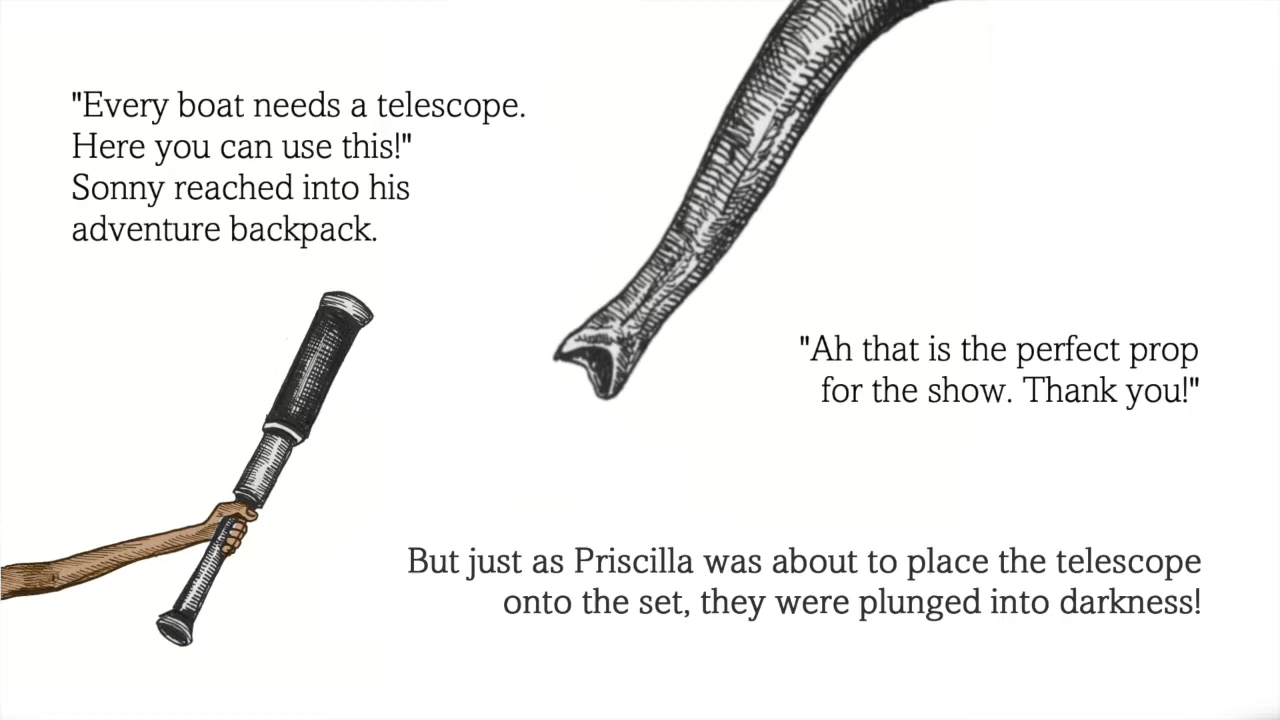 "Every boat needs a telescope.
Here you can use this!"
Sonny reached into his
adventure backpack.
"Ah that is the perfect prop
for the show. Thank you!"
But just as Priscilla was about to place the telescope
onto the set, they were plunged into darkness!